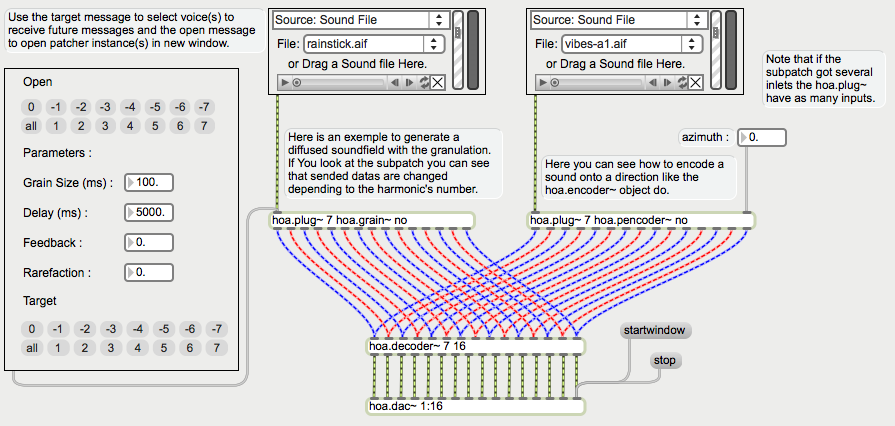 Use the target message to select voice(s) to
receive future messages and the open message
to open patcher instance(s) in new window.
Open
0 -1 -2 -3 -4 -5 -6 -7
all 1 2 3 4 5 6 7
Parameters :
Grain Size (ms) : 100.
Delay (ms) : 5000.
Feedback : 0.
Rarefaction : 0.
Target
0 -1 -2 -3 -4 -5 -6 -7
all 1 2 3 4 5 6 7
Source: Sound File
File: rainstick.aif
or Drag a Sound file Here.
Here is an exemple to generate a
diffused soundfield with the granulation.
If You look at the subpatch you can see
that sended datas are changed
depending to the harmonic's number.
hoa.plug~ 7 hoa.grain~ no
Source: Sound File
File: vibes-a1.aif
or Drag a Sound file Here.
Note that if the
subpatch got several
inlets the hoa.plug~
have as many inputs.
azimuth : 0.
Here you can see how to encode a
sound onto a direction like the
hoa.encoder~ object do.
hoa.plug~ 7 hoa.pencoder~ no
hoa.decoder~ 7 16
startwindow
stop
hoa.dac~ 1:16